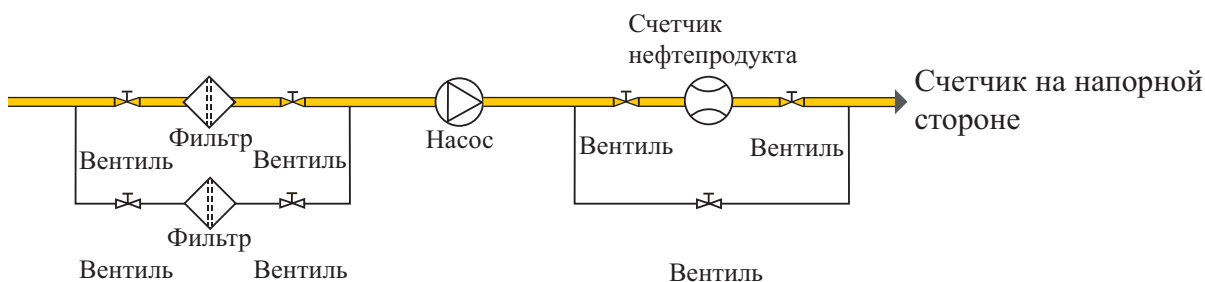 Счетчик
нефтепродукта
Счетчик на напорной
стороне
Фильтр
Насос
Вентиль
Вентиль
Вентиль
Вентиль
Фильтр
Вентиль
Вентиль
Вентиль